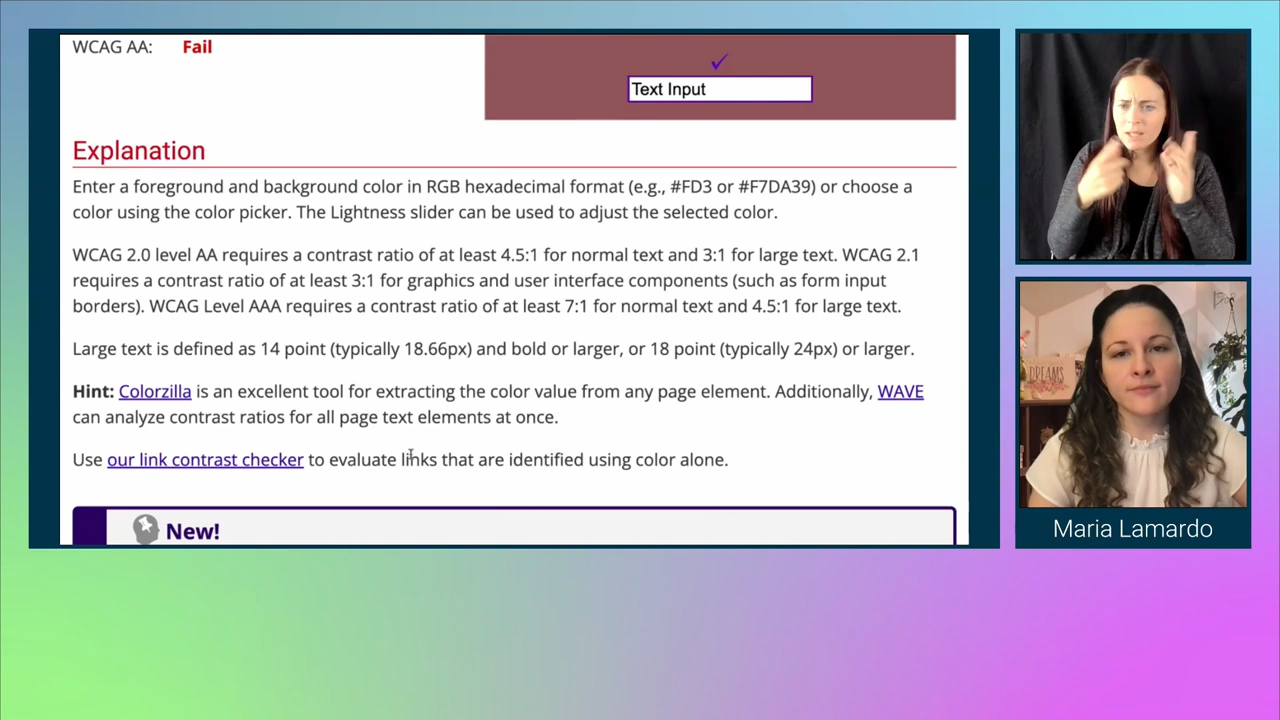 WCAG AA: Fail
✓
Text Input
Explanation
Enter a foreground and background color in RGB hexadecimal format (e.g., #FD3 or #F7DA39) or choose a
color using the color picker. The Lightness slider can be used to adjust the selected color.
WCAG 2.0 level AA requires a contrast ratio of at least 4.5:1 for normal text and 3:1 for large text. WCAG 2.1
requires a contrast ratio of at least 3:1 for graphics and user interface components (such as form input
borders). WCAG Level AAA requires a contrast ratio of at least 7:1 for normal text and 4.5:1 for large text.
Large text is defined as 14 point (typically 18.66px) and bold or larger, or 18 point (typically 24px) or larger.
Hint: Colorzilla is an excellent tool for extracting the color value from any page element. Additionally, WAVE
can analyze contrast ratios for all page text elements at once.
Use our link contrast checker to evaluate links that are identified using color alone.
New!
DREAMS
Maria Lamardo